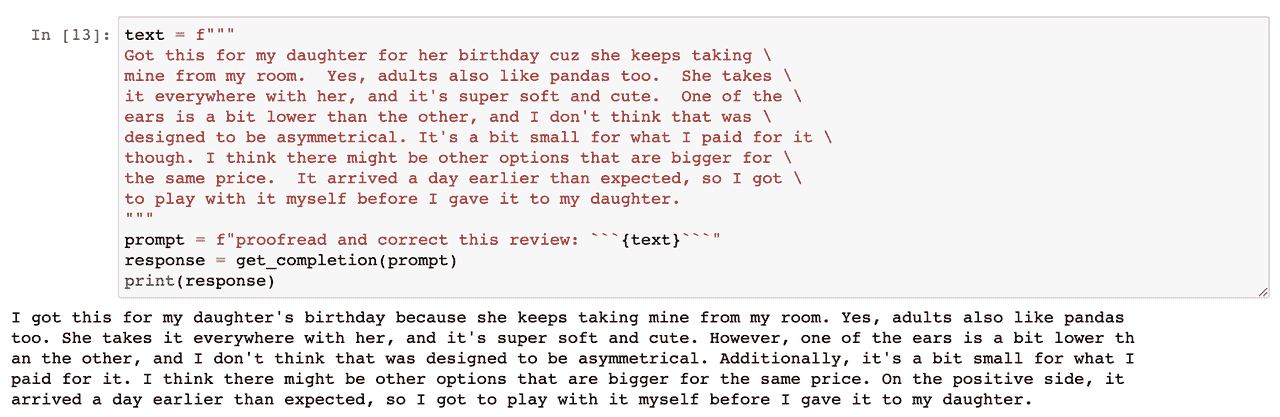 In [13]: text = f"""
Got this for my daughter for her birthday cuz she keeps taking \
mine from my room.  Yes, adults also like pandas too.  She takes \
it everywhere with her, and it's super soft and cute.  One of the \
ears is a bit lower than the other, and I don't think that was \
designed to be asymmetrical. It's a bit small for what I paid for it \
though. I think there might be other options that are bigger for \
the same price.  It arrived a day earlier than expected, so I got \
to play with it myself before I gave it to my daughter.
"""
prompt = f"proofread and correct this review: ```{text}```"
response = get_completion(prompt)
print(response)
I got this for my daughter's birthday because she keeps taking mine from my room. Yes, adults also like pandas
too. She takes it everywhere with her, and it's super soft and cute. However, one of the ears is a bit lower th
an the other, and I don't think that was designed to be asymmetrical. Additionally, it's a bit small for what I
paid for it. I think there might be other options that are bigger for the same price. On the positive side, it
arrived a day earlier than expected, so I got to play with it myself before I gave it to my daughter.